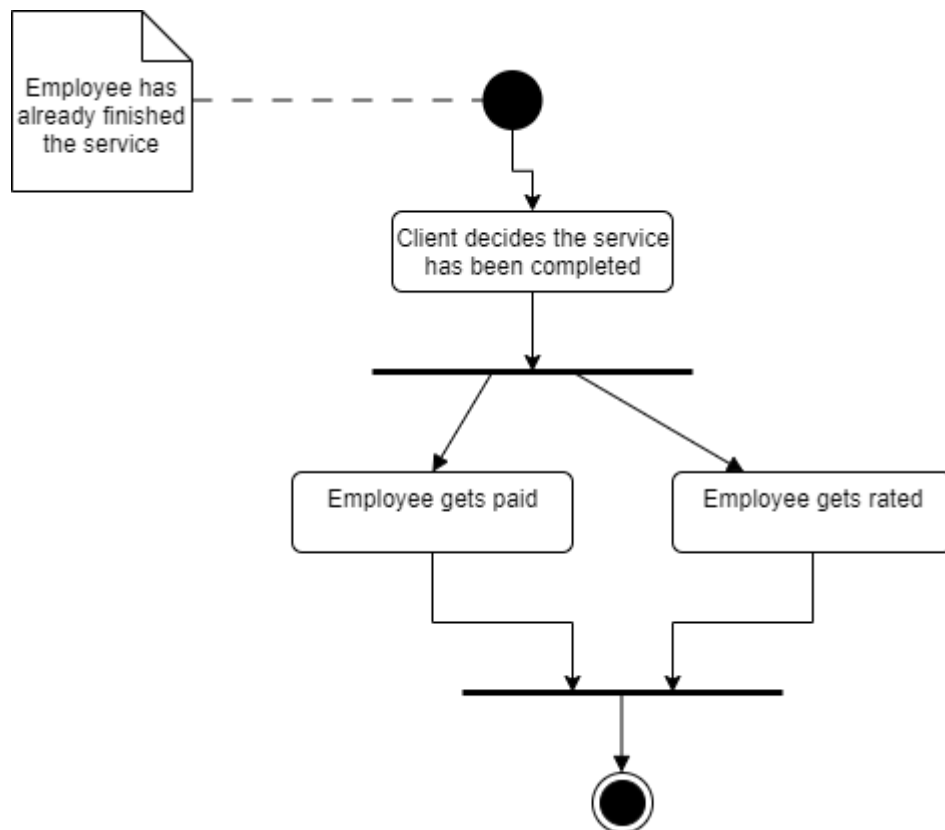 Employee has
already finished
the service
Client decides the service
has been completed
Employee gets paid
Employee gets rated